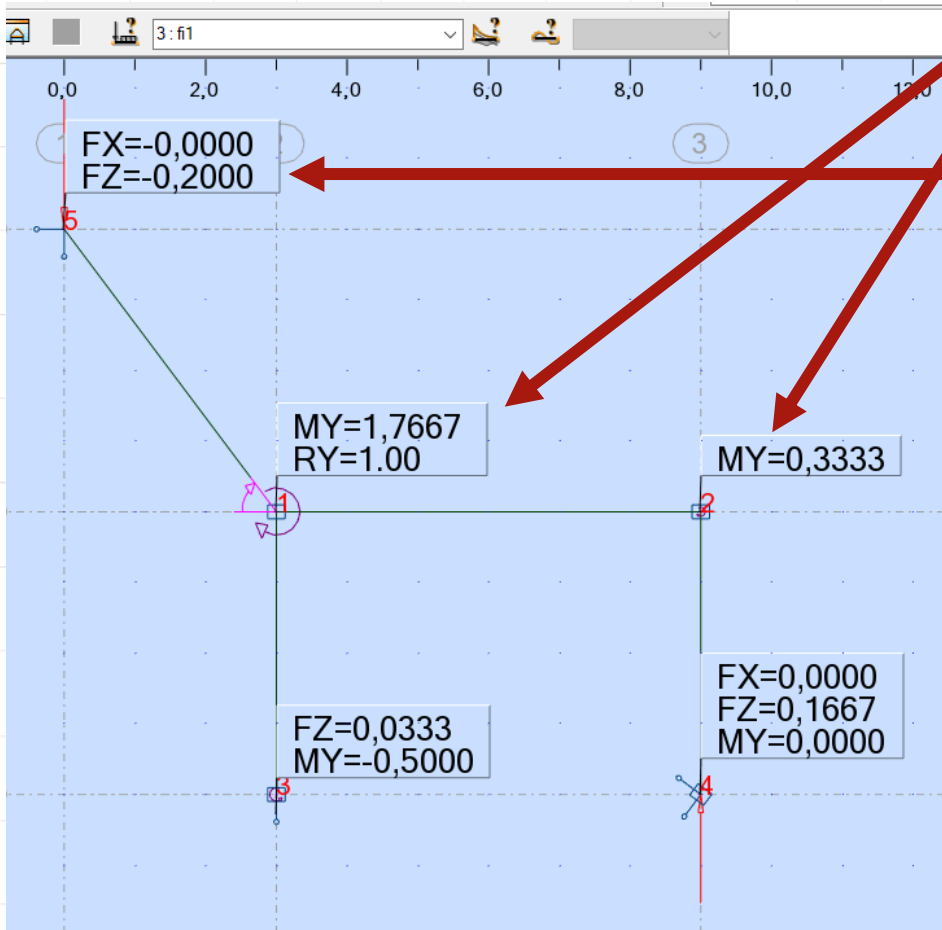 3 : fi1
0,0 2,0 4,0 6,0 8,0 10,0 12,0
3
FX=-0,0000
FZ=-0,2000
5
MY=1,7667
RY=1.00
MY=0,3333
1
2
FX=0,0000
FZ=0,1667
MY=0,0000
FZ=0,0333
MY=-0,5000
3
4